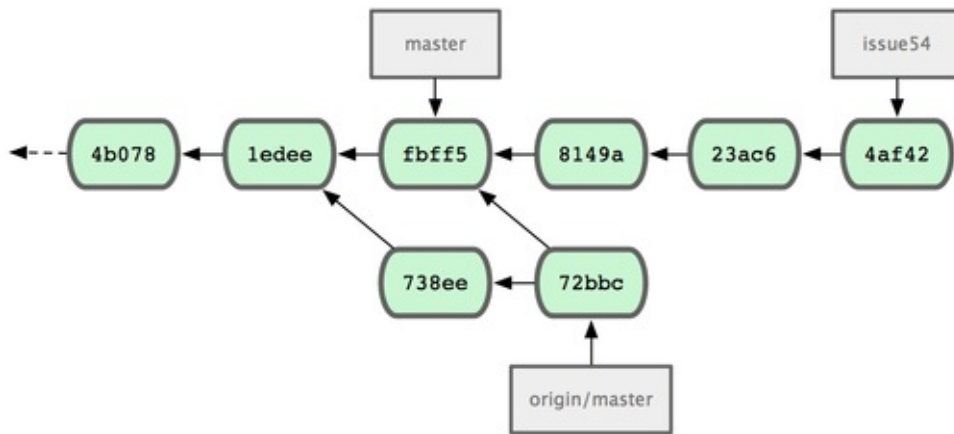 master
issue54
4b078
1edee
fbff5
8149a
23ac6
4af42
738ee
72bbc
origin/master